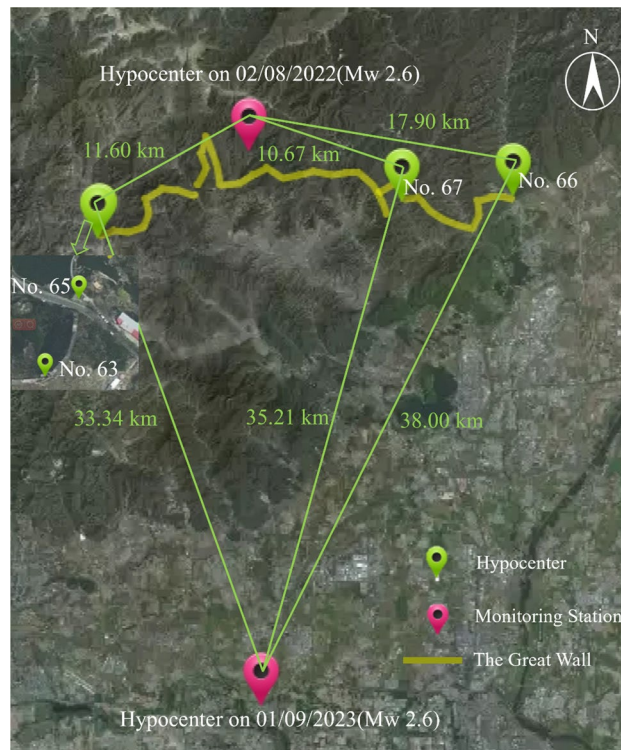 N
Hypocenter on 02/08/2022(Mw 2.6)
17.90 km
11.60 km
10.67 km
No. 67
No. 66
No. 65
No. 63
33.34 km
35.21 km
38.00 km
Hypocenter
Monitoring Station
The Great Wall
Hypocenter on 01/09/2023(Mw 2.6)